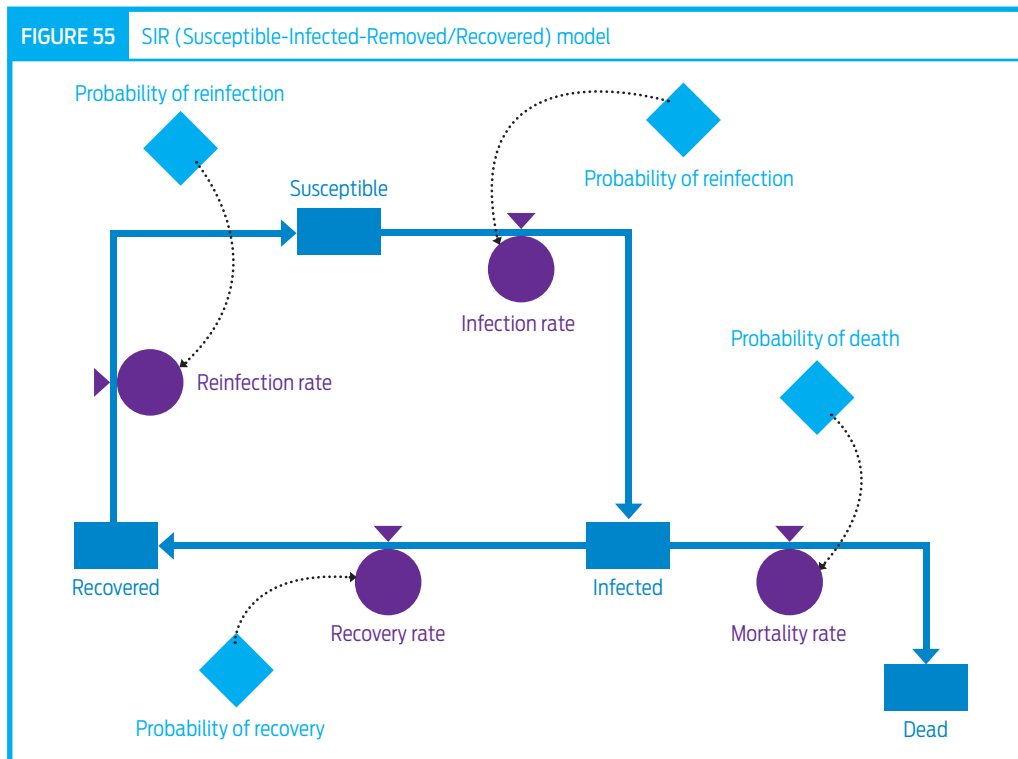 FIGURE 55 SIR (Susceptible-Infected-Removed/Recovered) model
Probability of reinfection
Probability of reinfection
Susceptible
Infection rate
Probability of death
Reinfection rate
Recovered
Infected
Recovery rate
Mortality rate
Probability of recovery
Dead